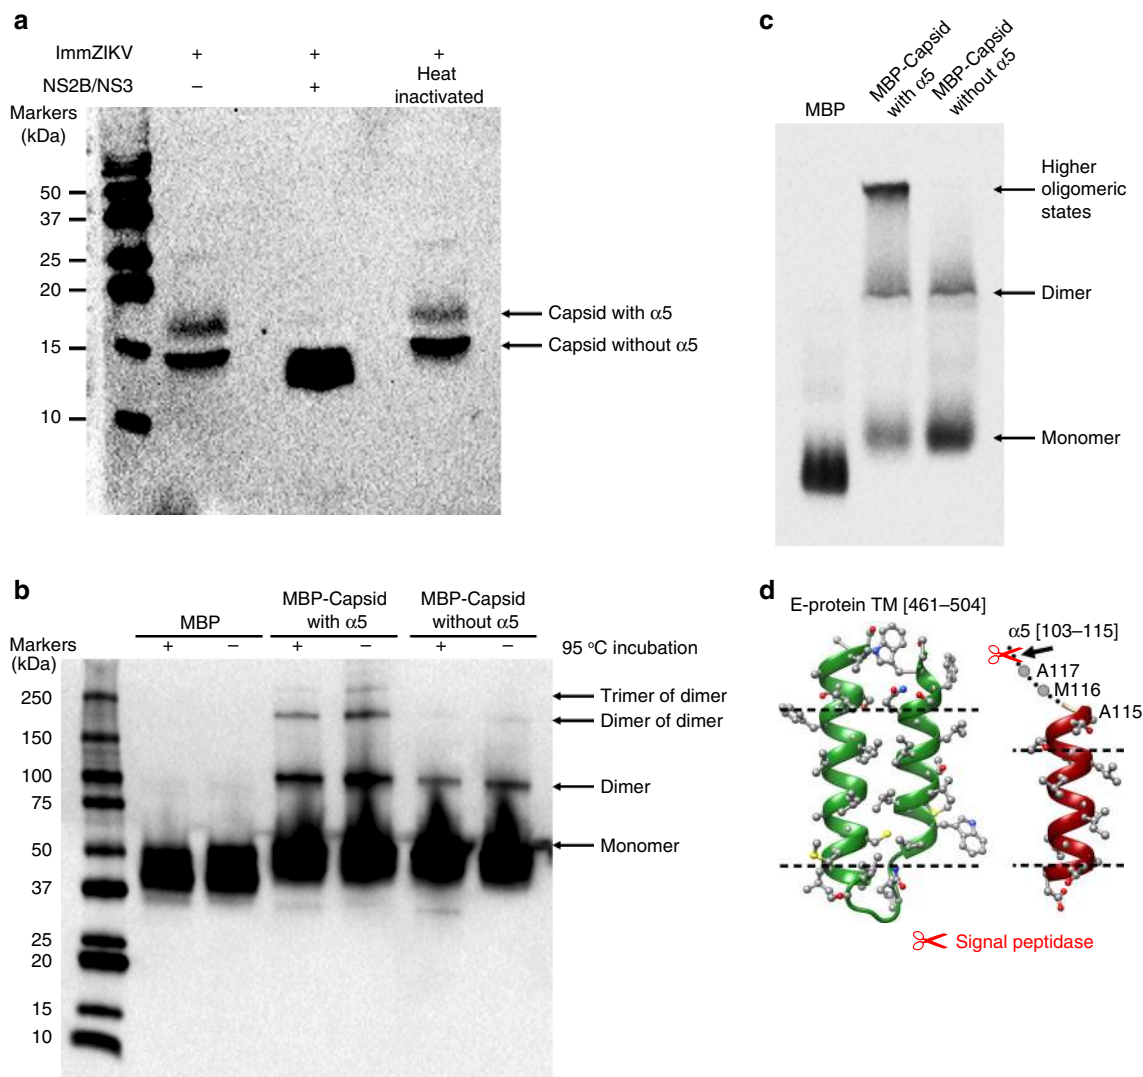 a
ImmZIKV + + +
NS2B/NS3 – + Heat inactivated
Markers
(kDa)
50
37
25
20
15
10
Capsid with α5
Capsid without α5
b
MBP
MBP-Capsid
with α5
MBP-Capsid
without α5
Markers
(kDa)
+ – + – + – 95 °C incubation
250
150
100
75
50
37
25
20
15
10
Trimer of dimer
Dimer of dimer
Dimer
Monomer
c
MBP
MBP-Capsid
with α5
MBP-Capsid
without α5
Higher
oligomeric
states
Dimer
Monomer
d
E-protein TM [461–504]
α5 [103–115]
A117
M116
A115
Signal peptidase